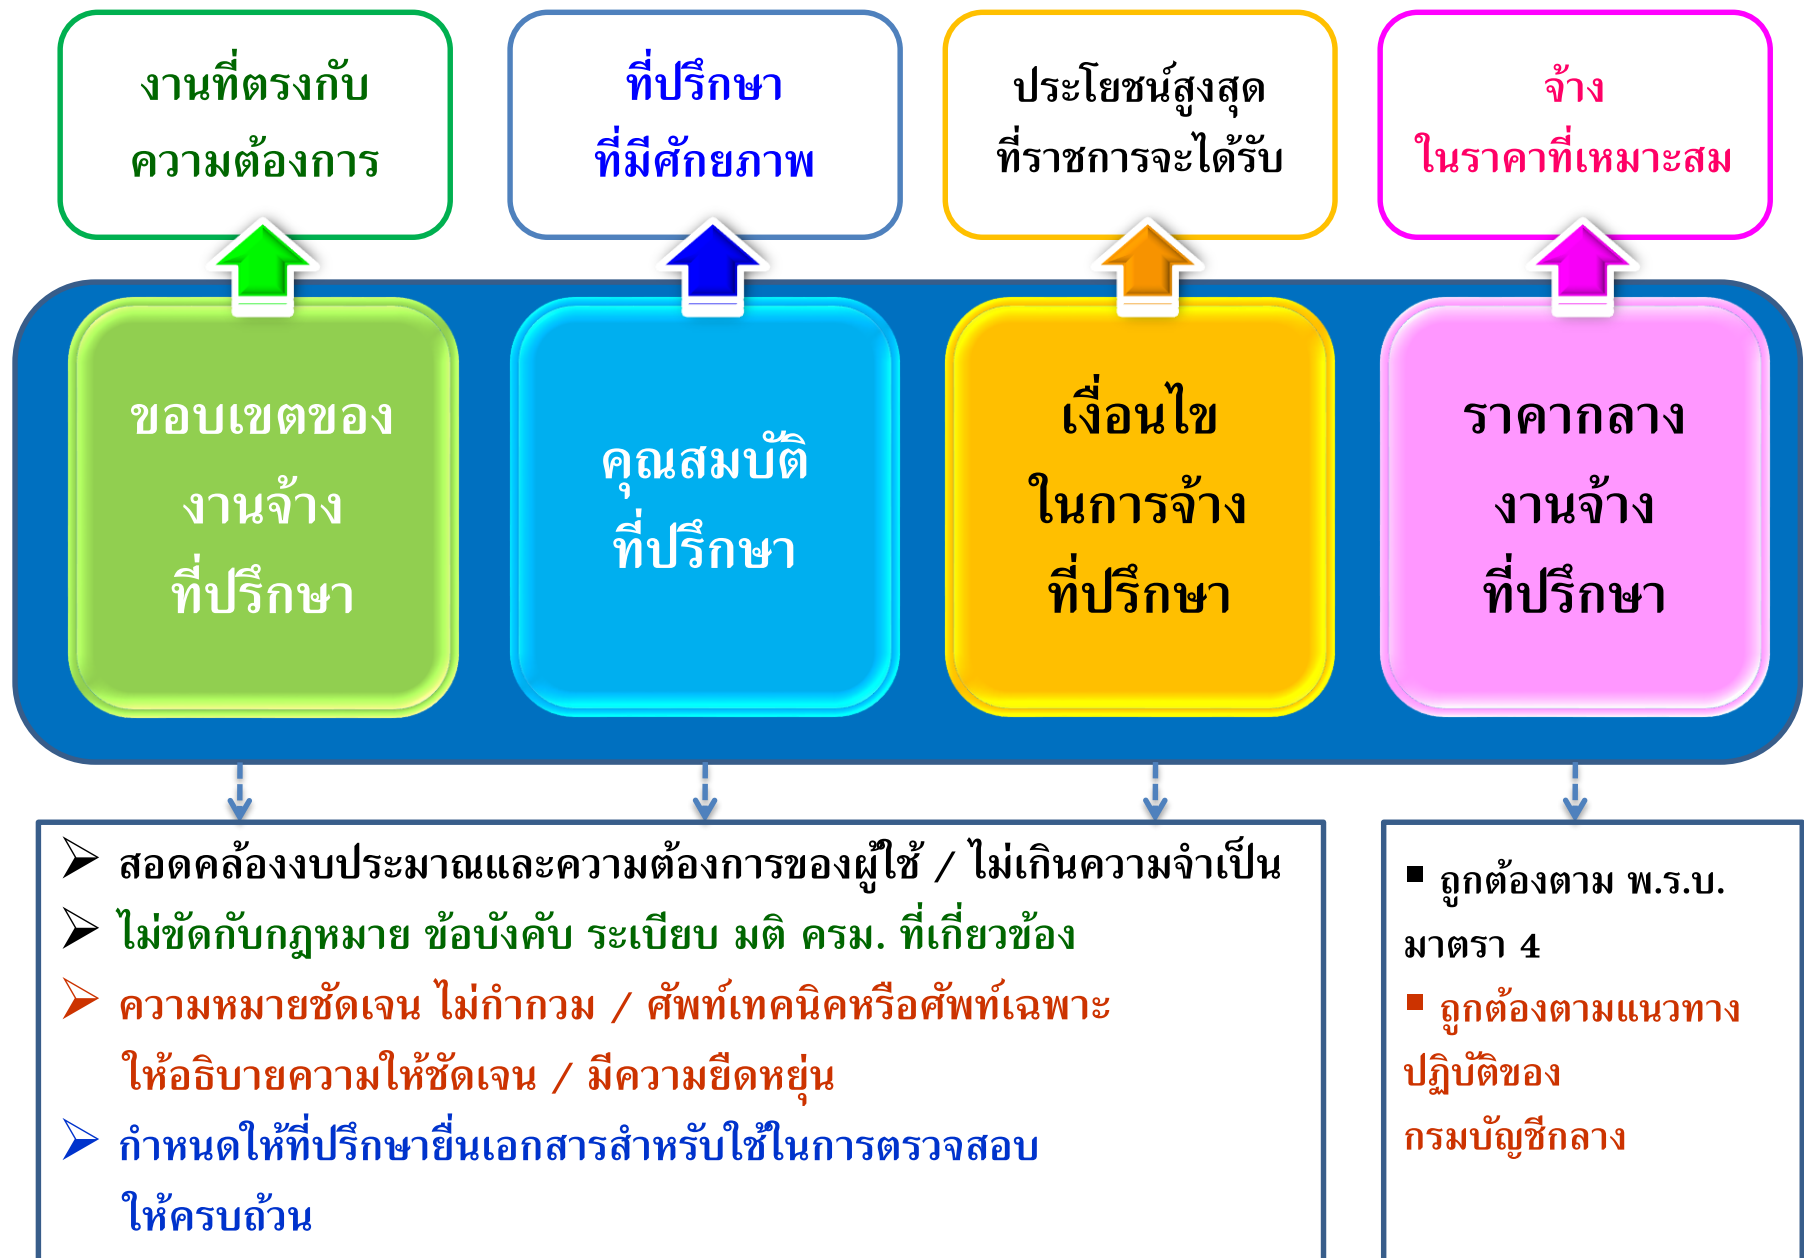 งานที่ตรงกับ
ความต้องการ
ที่ปรึกษา
ที่มีศักยภาพ
ประโยชน์สูงสุด
ที่ราชการจะได้รับ
จ้าง
ในราคาที่เหมาะสม
ขอบเขตของ
งานจ้าง
ที่ปรึกษา
คุณสมบัติ
ที่ปรึกษา
เงื่อนไข
ในการจ้าง
ที่ปรึกษา
ราคากลาง
งานจ้าง
ที่ปรึกษา
➢ สอดคล้องงบประมาณและความต้องการของผู้ใช้ / ไม่เกินความจำเป็น
➢ ไม่ขัดกับกฎหมาย ข้อบังคับ ระเบียบ มติ ครม. ที่เกี่ยวข้อง
➢ ความหมายชัดเจน ไม่กำกวม / ศัพท์เทคนิคหรือศัพท์เฉพาะ
ให้อธิบายความให้ชัดเจน / มีความยืดหยุ่น
➢ กำหนดให้ที่ปรึกษายื่นเอกสารสำหรับใช้ในการตรวจสอบ
ให้ครบถ้วน
▪ ถูกต้องตาม พ.ร.บ.
มาตรา 4
▪ ถูกต้องตามแนวทาง
ปฏิบัติของ
กรมบัญชีกลาง